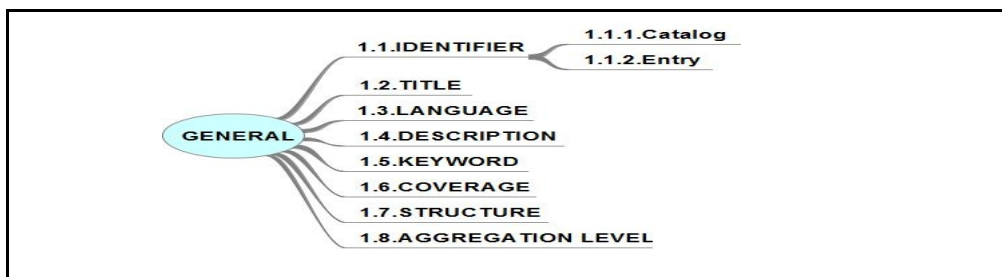 GENERAL
1.1.IDENTIFIER
1.1.1.Catalog
1.1.2.Entry
1.2.TITLE
1.3.LANGUAGE
1.4.DESCRIPTION
1.5.KEYWORD
1.6.COVERAGE
1.7.STRUCTURE
1.8.AGGREGATION LEVEL